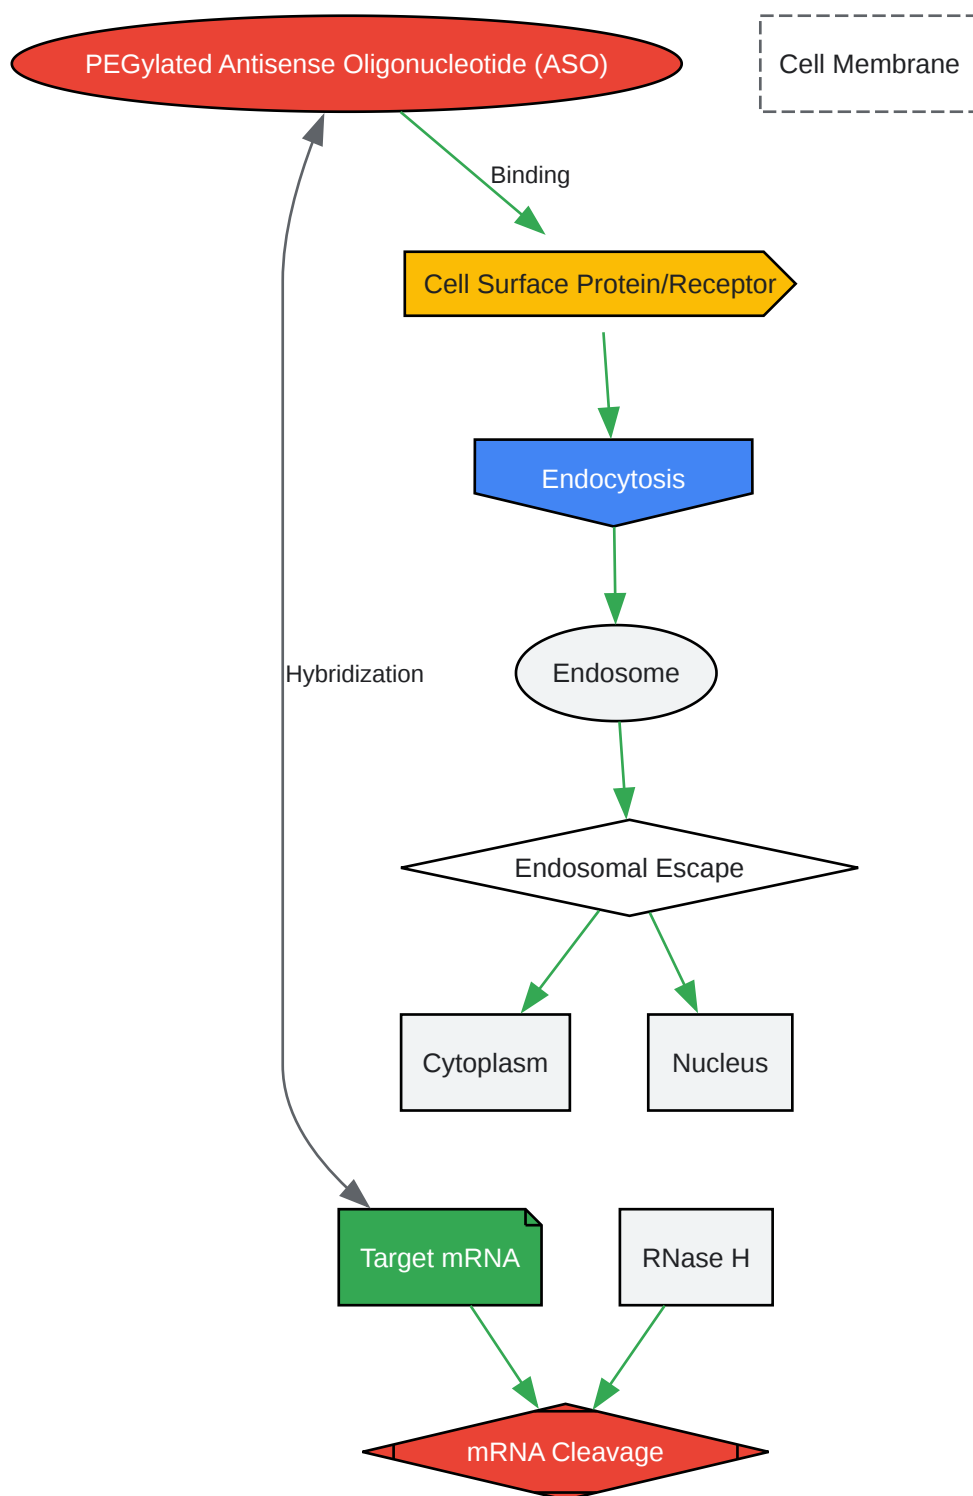 PEGylated Antisense Oligonucleotide (ASO)
Cell Membrane
Binding
Cell Surface Protein/Receptor
Endocytosis
Endosome
Hybridization
Endosomal Escape
Cytoplasm
Nucleus
Target mRNA
RNase H
mRNA Cleavage